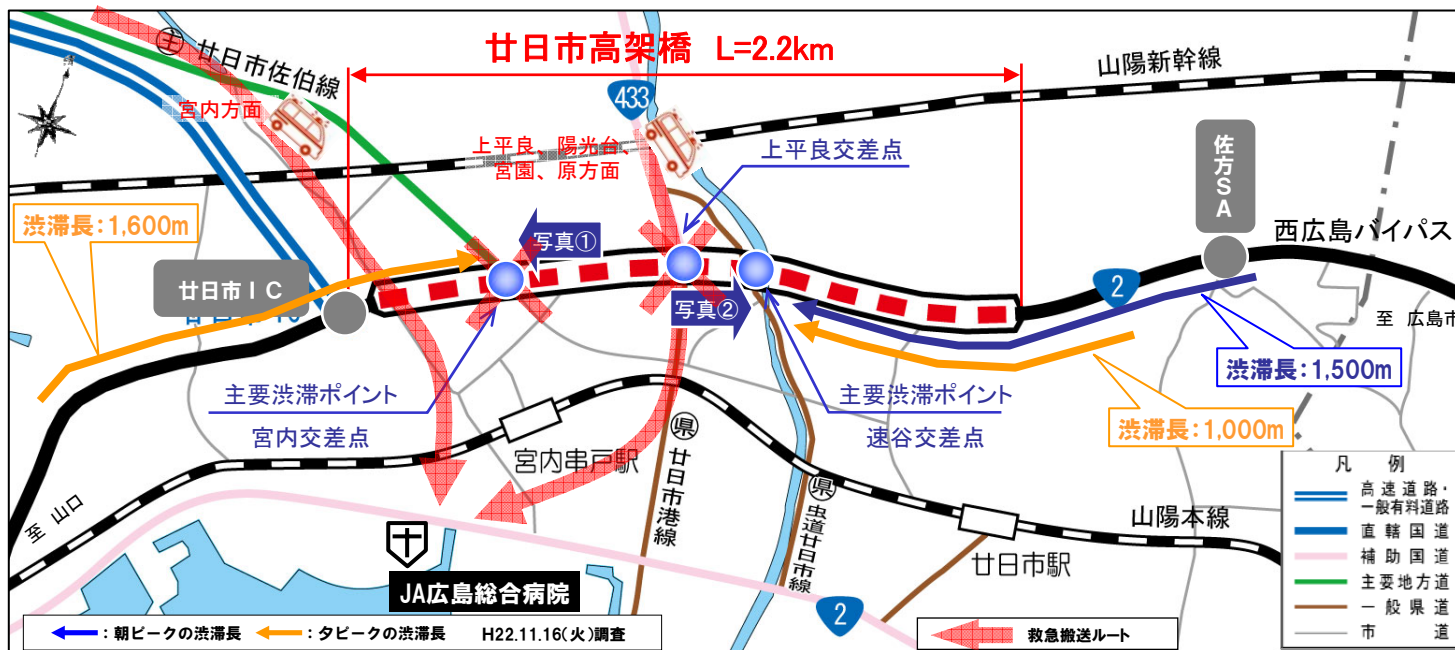 廿日市高架橋 L=2.2km
主 廿日市佐伯線
宮内方面
433
山陽新幹線
上平良、陽光台、
宮園、原方面
上平良交差点
佐方SA
渋滞長:1,600m
写真①
西広島バイパス
廿日市IC
写真②
2
至 広島市
渋滞長:1,500m
主要渋滞ポイント
宮内交差点
主要渋滞ポイント
速谷交差点
渋滞長:1,000m
宮内串戸駅
県 廿日市港線
県 虫道廿日市線
至 山口
山陽本線
廿日市駅
JA広島総合病院
2
:朝ピークの渋滞長 :夕ピークの渋滞長 H22.11.16(火)調査
救急搬送ルート
凡 例
高速道路・
一般有料道路
直轄国道
補助国道
主要地方道
一般県道
市道